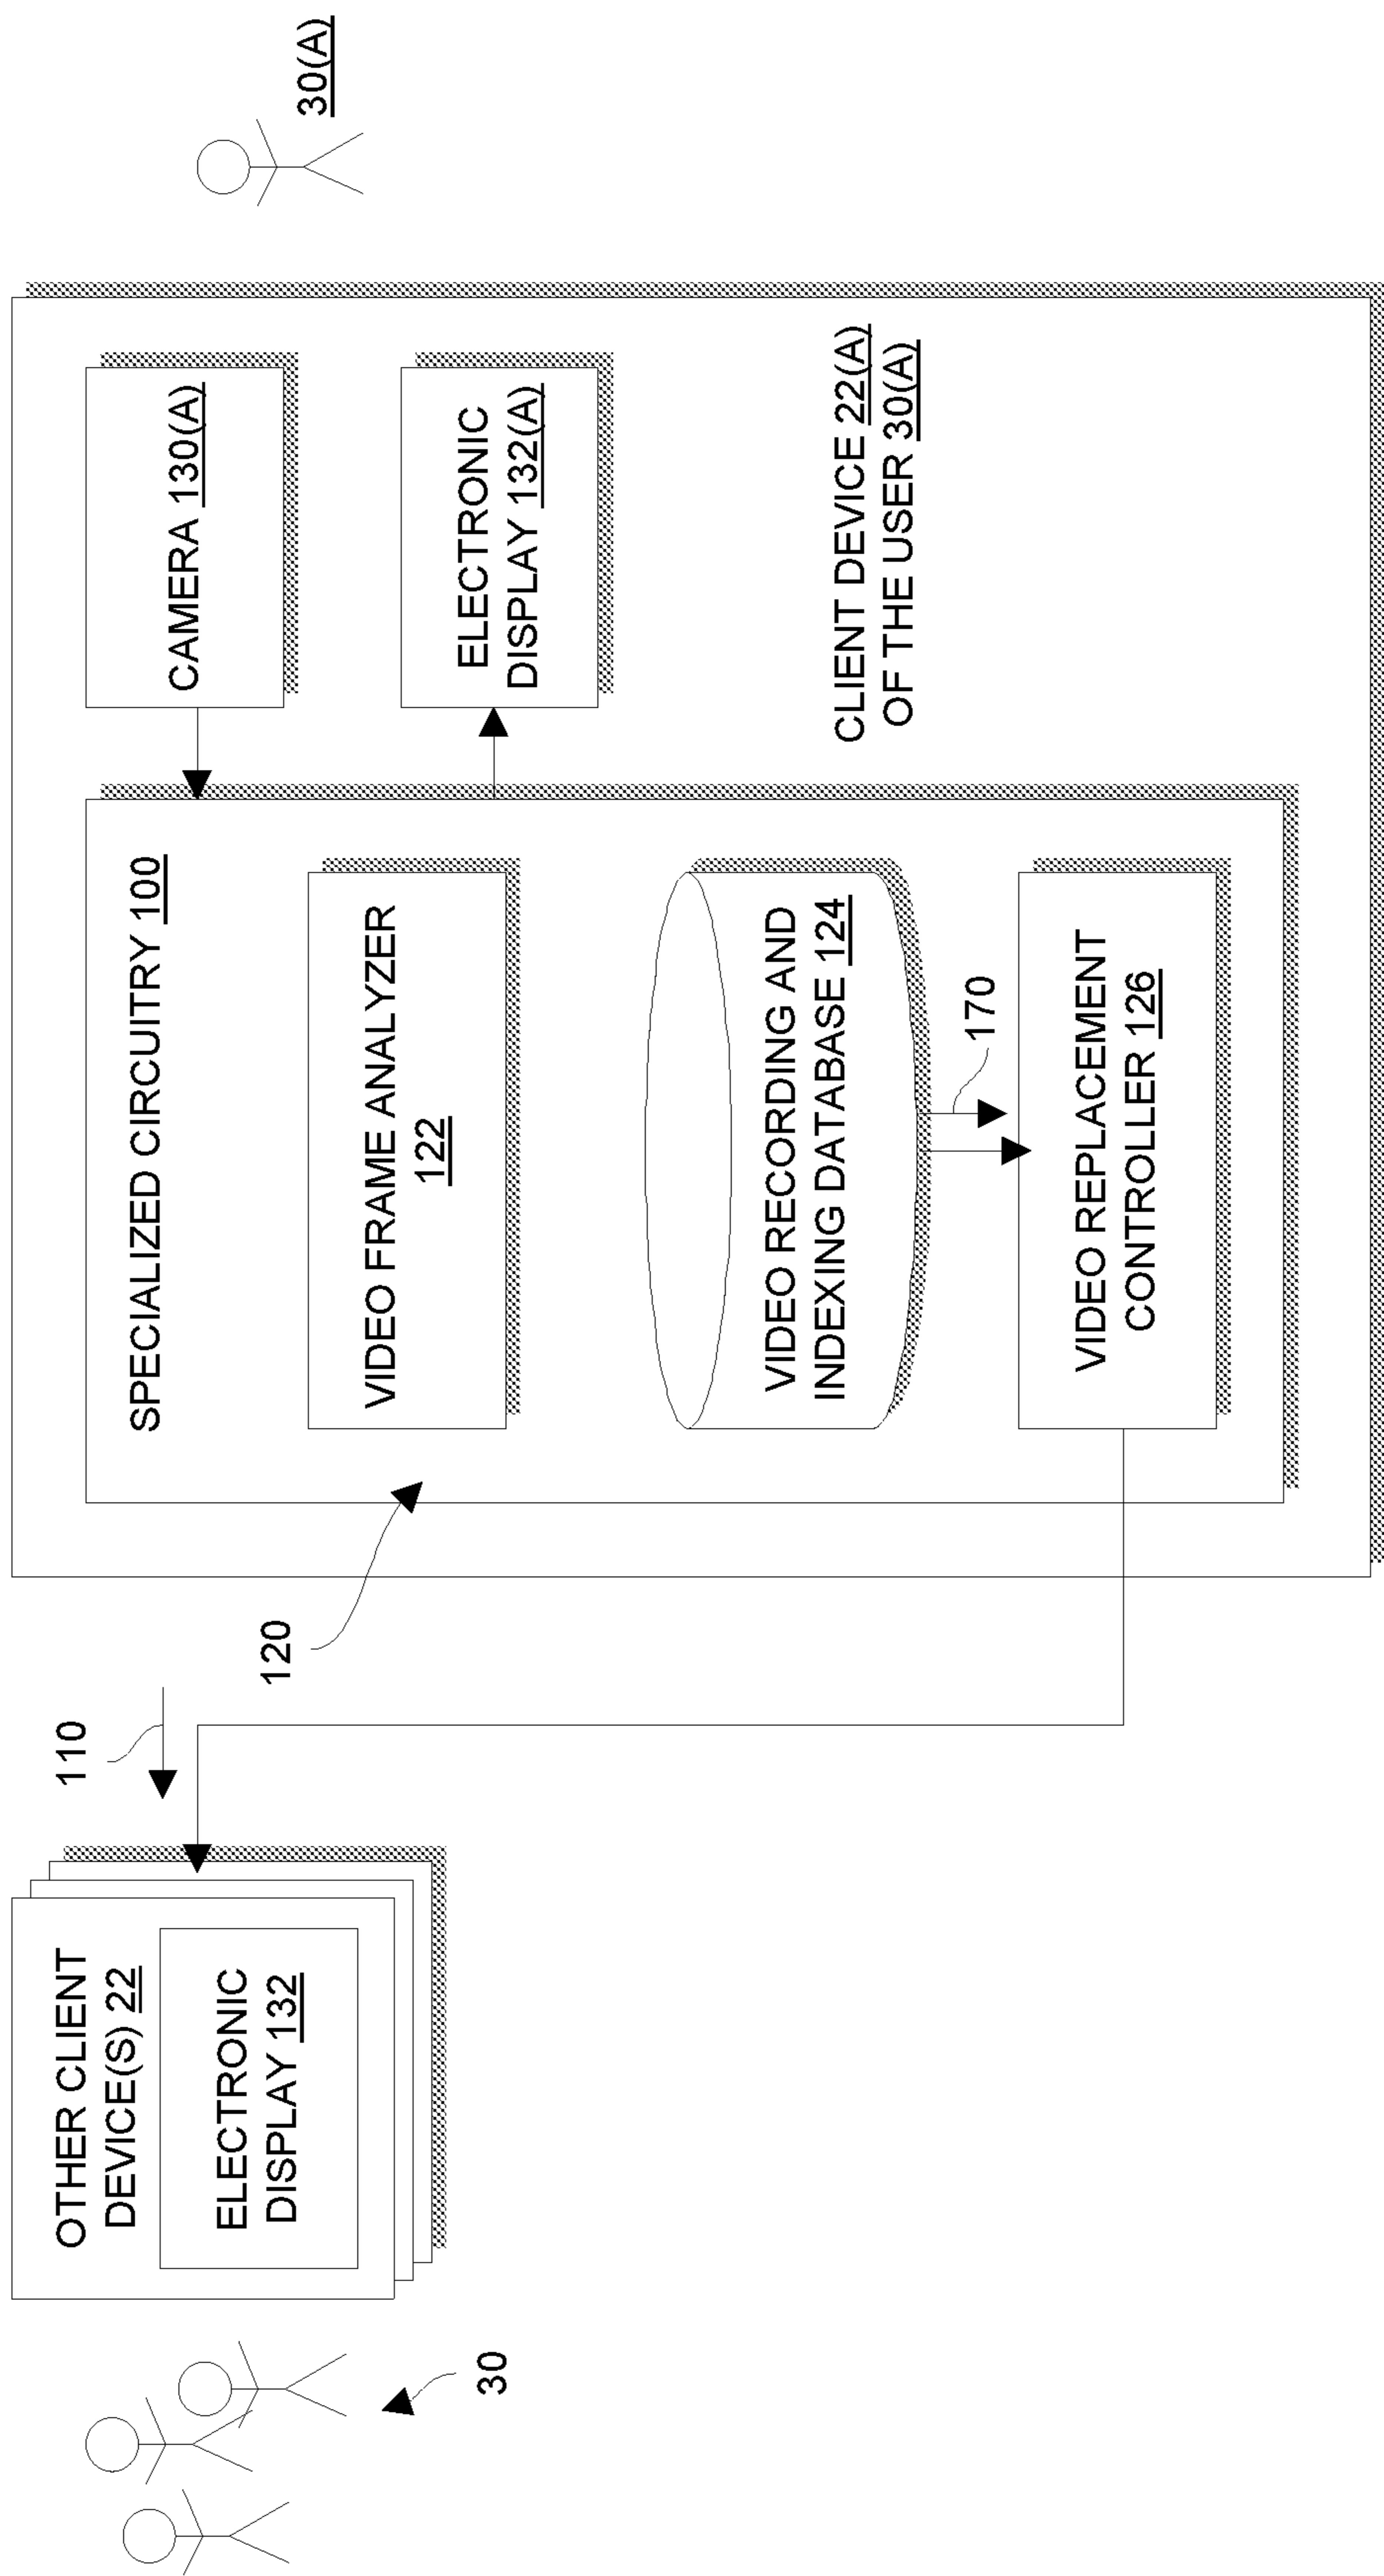 OTHER CLIENT
DEVICE(S) 22
ELECTRONIC
DISPLAY 132
30
110
120
SPECIALIZED CIRCUITRY 100
VIDEO FRAME ANALYZER
122
VIDEO RECORDING AND
INDEXING DATABASE 124
170
VIDEO REPLACEMENT
CONTROLLER 126
CAMERA 130(A)
ELECTRONIC
DISPLAY 132(A)
CLIENT DEVICE 22(A)
OF THE USER 30(A)
30(A)